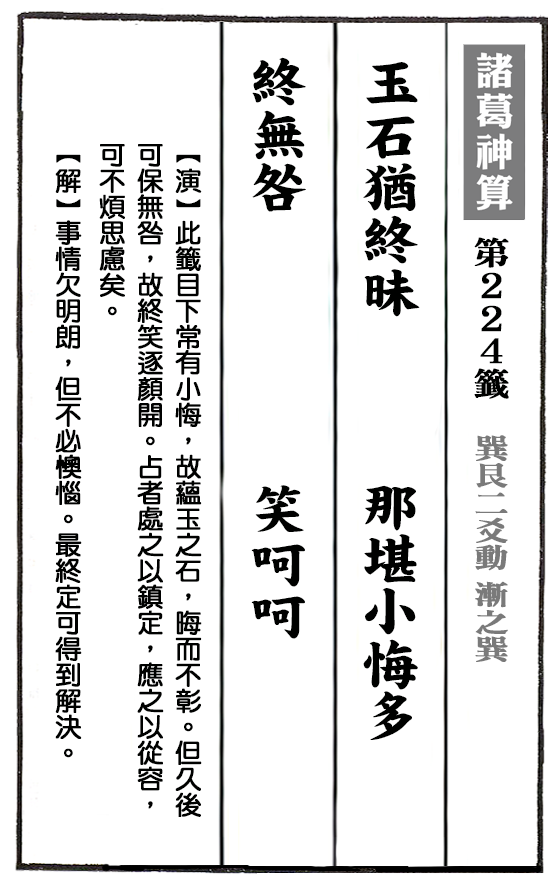 諸葛神算 第224籤 巽艮二爻動 漸之巽
玉石猶終昧 那堪小悔多
終無咎 笑呵呵
【演】此籤目下常有小悔，故蘊玉之石，晦而不彰。但久後
可保無咎，故終笑逐顏開。占者處之以鎮定，應之以從容，
可不煩思慮矣。
【解】事情欠明朗，但不必懊惱。最終定可得到解決。